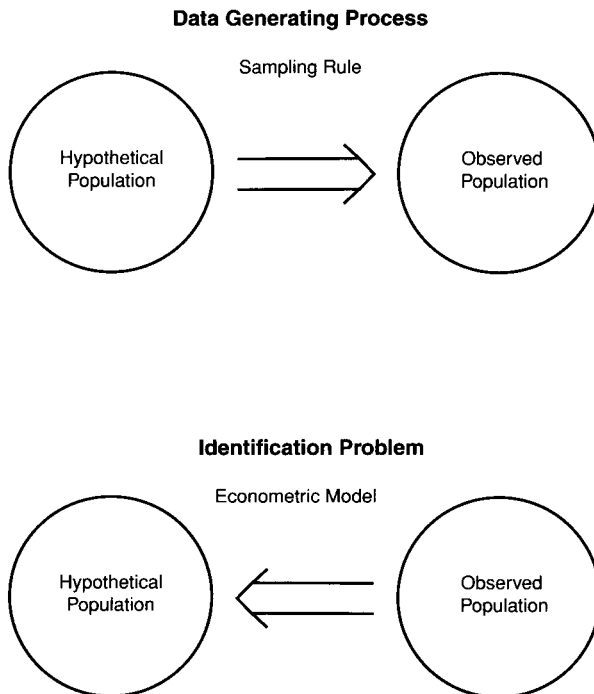 Data Generating Process
Sampling Rule
Hypothetical
Population
Observed
Population
Identification Problem
Econometric Model
Hypothetical
Population
Observed
Population